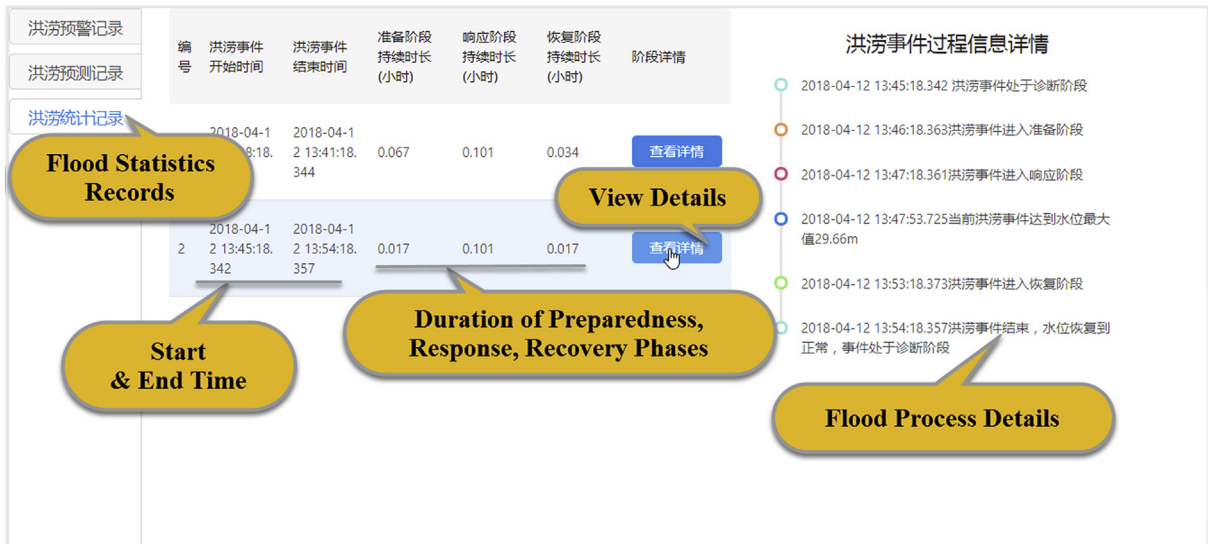 洪涝预警记录
洪涝预测记录
洪涝统计记录
Flood Statistics
Records
编
号
洪涝事件
开始时间
洪涝事件
结束时间
准备阶段
持续时长
(小时)
响应阶段
持续时长
(小时)
恢复阶段
持续时长
(小时)
阶段详情
2018-04-1
8:18.
2018-04-1
2 13:41:18.
344
0.067
0.101
0.034
查看详情
View Details
2
2018-04-1
2 13:45:18.
342
2018-04-1
2 13:54:18.
357
0.017
0.101
0.017
查看详情
Start
& End Time
Duration of Preparedness,
Response, Recovery Phases
洪涝事件过程信息详情
2018-04-12 13:45:18.342 洪涝事件处于诊断阶段
2018-04-12 13:46:18.363洪涝事件进入准备阶段
2018-04-12 13:47:18.361洪涝事件进入响应阶段
2018-04-12 13:47:53.725当前洪涝事件达到水位最大
值29.66m
2018-04-12 13:53:18.373洪涝事件进入恢复阶段
2018-04-12 13:54:18.357洪涝事件结束，水位恢复到
正常，事件处于诊断阶段
Flood Process Details